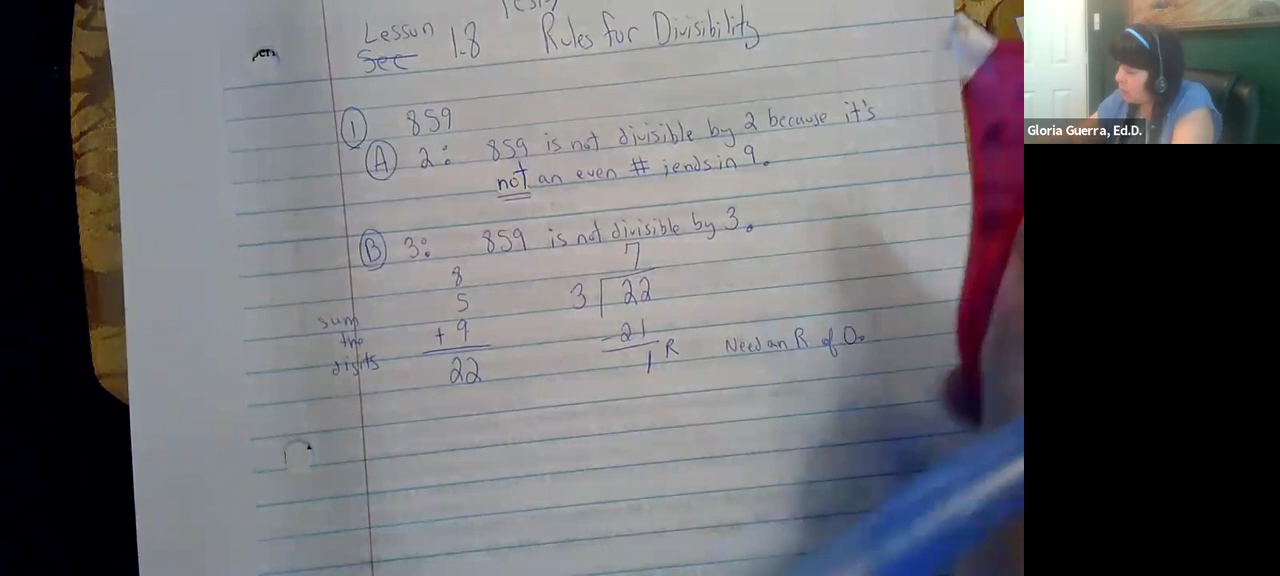 Lesson
See 1.8 Rules for Divisibility
① 859
Ⓐ 2: 859 is not divisible by 2 because it's
not an even # ; ends in 9.
Ⓑ 3: 859 is not divisible by 3.
8
5
+ 9
22
sum
the
digits
7
3 22
- 21
1 R Need an R of 0.
Gloria Guerra, Ed.D.